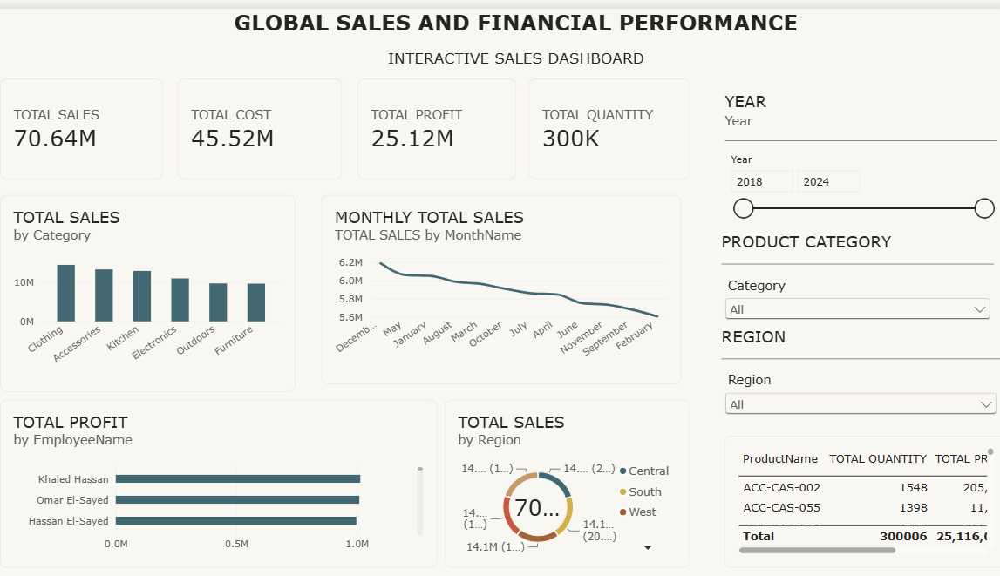 GLOBAL SALES AND FINANCIAL PERFORMANCE
INTERACTIVE SALES DASHBOARD
TOTAL SALES
70.64M
TOTAL COST
45.52M
TOTAL PROFIT
25.12M
TOTAL QUANTITY
300K
YEAR
Year
Year
2018 2024
TOTAL SALES
by Category
10M
0M
Clothing
Accessories
Kitchen
Electronics
Outdoors
Furniture
MONTHLY TOTAL SALES
TOTAL SALES by MonthName
6.2M
6.0M
5.8M
5.6M
Decemb...
May
January
August
March
October
July
April
June
November
September
February
PRODUCT CATEGORY
Category
All
REGION
Region
All
TOTAL PROFIT
by EmployeeName
Khaled Hassan
Omar El-Sayed
Hassan El-Sayed
0.0M 0.5M 1.0M
TOTAL SALES
by Region
14.... (1...)
14.... (2...)
14....
(1...)
70...
14.1...
(20....)
14.1M (1...)
Central
South
West
ProductName TOTAL QUANTITY TOTAL PR
ACC-CAS-002 1548 205,
ACC-CAS-055 1398 11,
Total 300006 25,116,